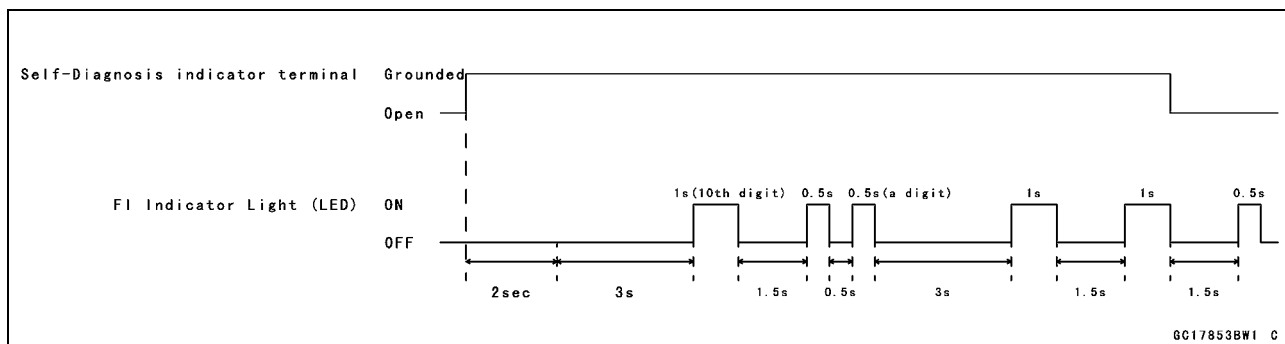 Self-Diagnosis indicator terminal Grounded
Open
1s(10th digit) 0.5s 0.5s(a digit) 1s 1s 0.5s
FI Indicator Light (LED) ON
OFF
2sec 3s 1.5s 0.5s 3s 1.5s 1.5s
GC17853BW1 C